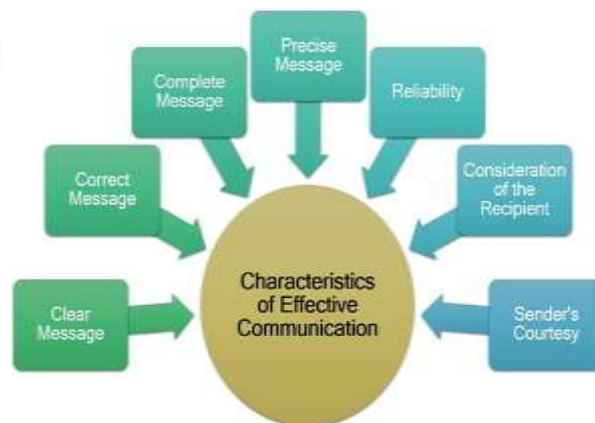 Clear
Message
Correct
Message
Complete
Message
Precise
Message
Reliability
Consideration
of the
Recipient
Sender's
Courtesy
Characteristics
of Effective
Communication